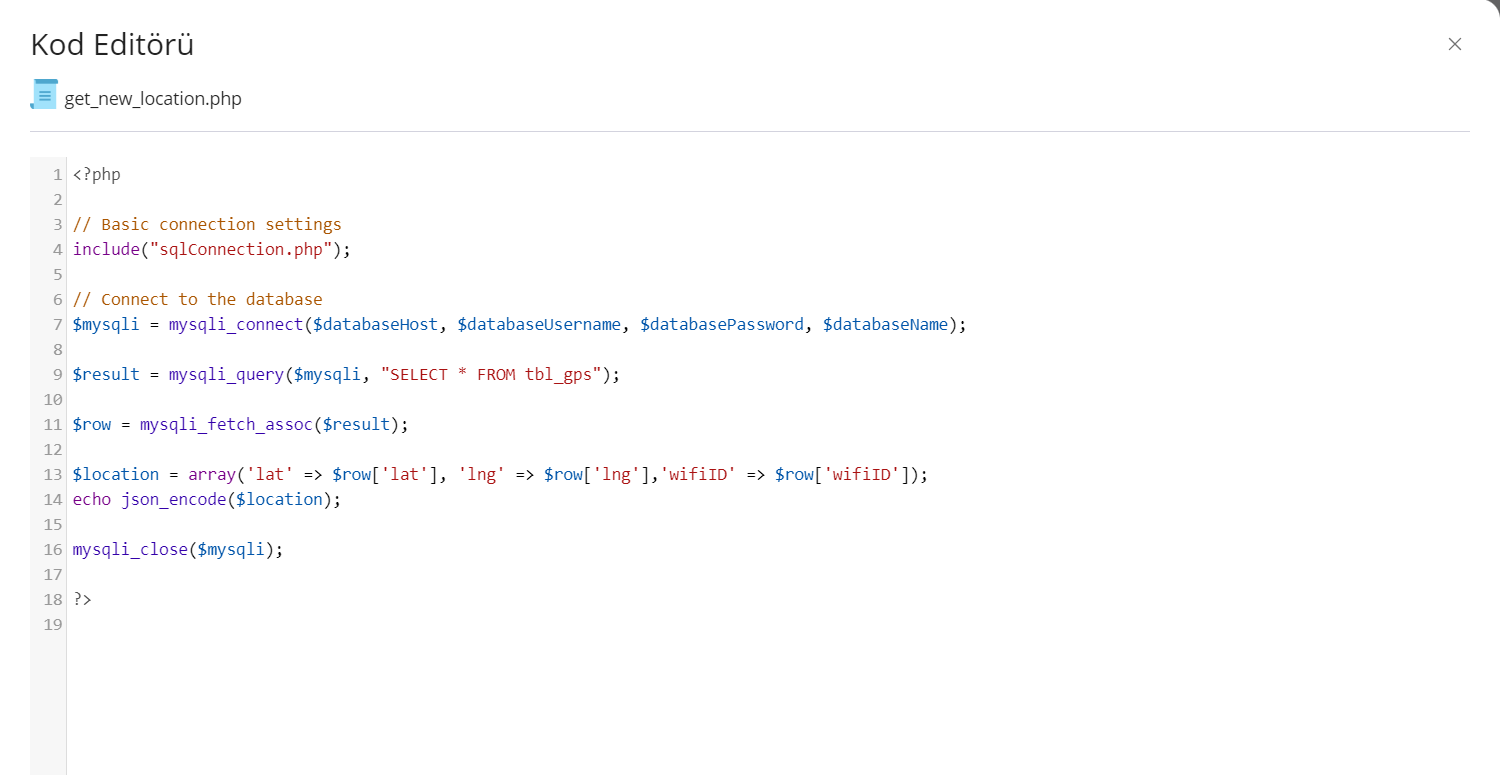 Kod Editörü
get_new_location.php
1 <?php
2
3 // Basic connection settings
4 include("sqlConnection.php");
5
6 // Connect to the database
7 $mysqli = mysqli_connect($databaseHost, $databaseUsername, $databasePassword, $databaseName);
8
9 $result = mysqli_query($mysqli, "SELECT * FROM tbl_gps");
10
11 $row = mysqli_fetch_assoc($result);
12
13 $location = array('lat' => $row['lat'], 'lng' => $row['lng'],'wifiID' => $row['wifiID']);
14 echo json_encode($location);
15
16 mysqli_close($mysqli);
17
18 ?>
19